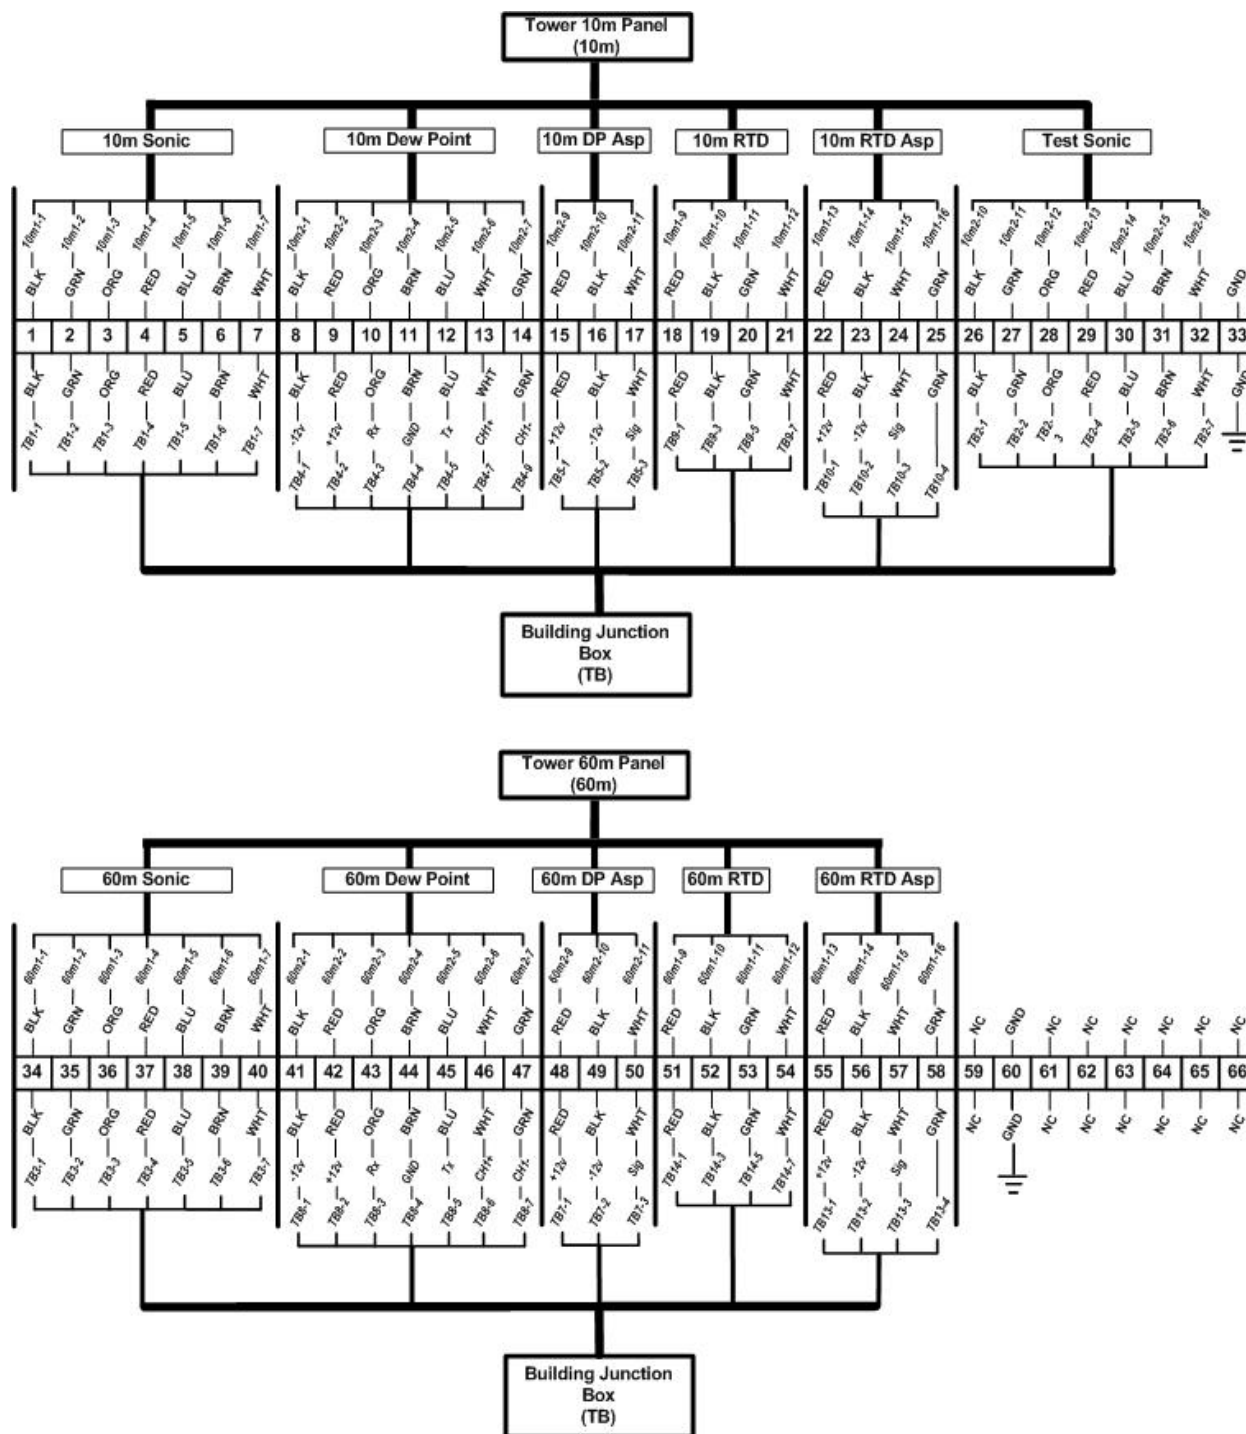 Tower 10m Panel
(10m)
10m Sonic
10m Dew Point
10m DP Asp
10m RTD
10m RTD Asp
Test Sonic
10m1-1 10m1-2 10m1-3 10m1-4 10m1-5 10m1-6 10m1-7 10m2-1 10m2-2 10m2-3 10m2-4 10m2-5 10m2-6 10m2-7 10m2-9 10m2-10 10m2-11 10m1-9 10m1-10 10m1-11 10m1-12 10m1-13 10m1-14 10m1-15 10m1-16 10m2-10 10m2-11 10m2-12 10m2-13 10m2-14 10m2-15 10m2-16
BLK GRN ORG RED BLU BRN WHT BLK RED ORG BRN BLU WHT GRN RED BLK WHT RED BLK GRN WHT RED BLK WHT GRN BLK GRN ORG RED BLU BRN WHT GND
1 2 3 4 5 6 7 8 9 10 11 12 13 14 15 16 17 18 19 20 21 22 23 24 25 26 27 28 29 30 31 32 33
BLK GRN ORG RED BLU BRN WHT BLK RED ORG BRN BLU WHT GRN RED BLK WHT RED BLK GRN WHT RED BLK WHT GRN BLK GRN ORG RED BLU BRN WHT GND
-12v +12v Rx GND Tx CH1+ CH1- +12v -12v Sig +12v -12v Sig
TB1-1 TB1-2 TB1-3 TB1-4 TB1-5 TB1-6 TB1-7 TB4-1 TB4-2 TB4-3 TB4-4 TB4-5 TB4-7 TB4-9 TB5-1 TB5-2 TB5-3 TB9-1 TB9-3 TB9-5 TB9-7 TB10-1 TB10-2 TB10-3 TB10-4 TB2-1 TB2-2 TB2-3 TB2-4 TB2-5 TB2-6 TB2-7
Building Junction
Box
(TB)
Tower 60m Panel
(60m)
60m Sonic
60m Dew Point
60m DP Asp
60m RTD
60m RTD Asp
60m1-1 60m1-2 60m1-3 60m1-4 60m1-5 60m1-6 60m1-7 60m2-1 60m2-2 60m2-3 60m2-4 60m2-5 60m2-6 60m2-7 60m2-9 60m2-10 60m2-11 60m1-9 60m1-10 60m1-11 60m1-12 60m1-13 60m1-14 60m1-15 60m1-16
BLK GRN ORG RED BLU BRN WHT BLK RED ORG BRN BLU WHT GRN RED BLK WHT RED BLK GRN WHT RED BLK WHT GRN NC GND NC NC NC NC NC NC
34 35 36 37 38 39 40 41 42 43 44 45 46 47 48 49 50 51 52 53 54 55 56 57 58 59 60 61 62 63 64 65 66
BLK GRN ORG RED BLU BRN WHT BLK RED ORG BRN BLU WHT GRN RED BLK WHT RED BLK GRN WHT RED BLK WHT GRN NC GND NC NC NC NC NC NC
-12v +12v Rx GND Tx CH1+ CH1- +12v -12v Sig +12v -12v Sig
TB3-1 TB3-2 TB3-3 TB3-4 TB3-5 TB3-6 TB3-7 TB8-1 TB8-2 TB8-3 TB8-4 TB8-5 TB8-6 TB8-7 TB7-1 TB7-2 TB7-3 TB14-1 TB14-3 TB14-5 TB14-7 TB13-1 TB13-2 TB13-3 TB13-4
Building Junction
Box
(TB)